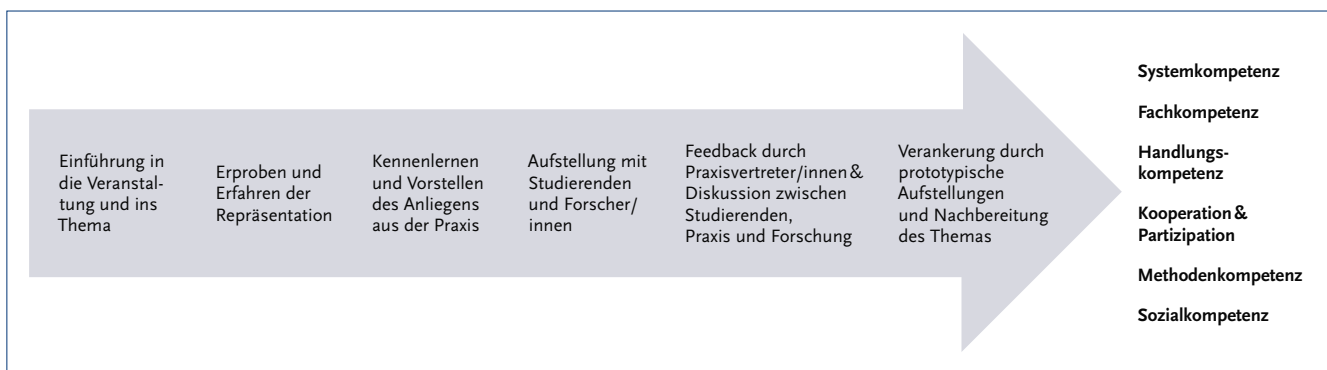 Einführung in
die Veranstal-
tung und ins
Thema
Erproben und
Erfahren der
Repräsentation
Kennenlernen
und Vorstellen
des Anliegens
aus der Praxis
Aufstellung mit
Studierenden
und Forscher/
innen
Feedback durch
Praxisvertreter/innen &
Diskussion zwischen
Studierenden,
Praxis und Forschung
Verankerung durch
prototypische
Aufstellungen
und Nachbereitung
des Themas
Systemkompetenz
Fachkompetenz
Handlungs-
kompetenz
Kooperation &
Partizipation
Methodenkompetenz
Sozialkompetenz